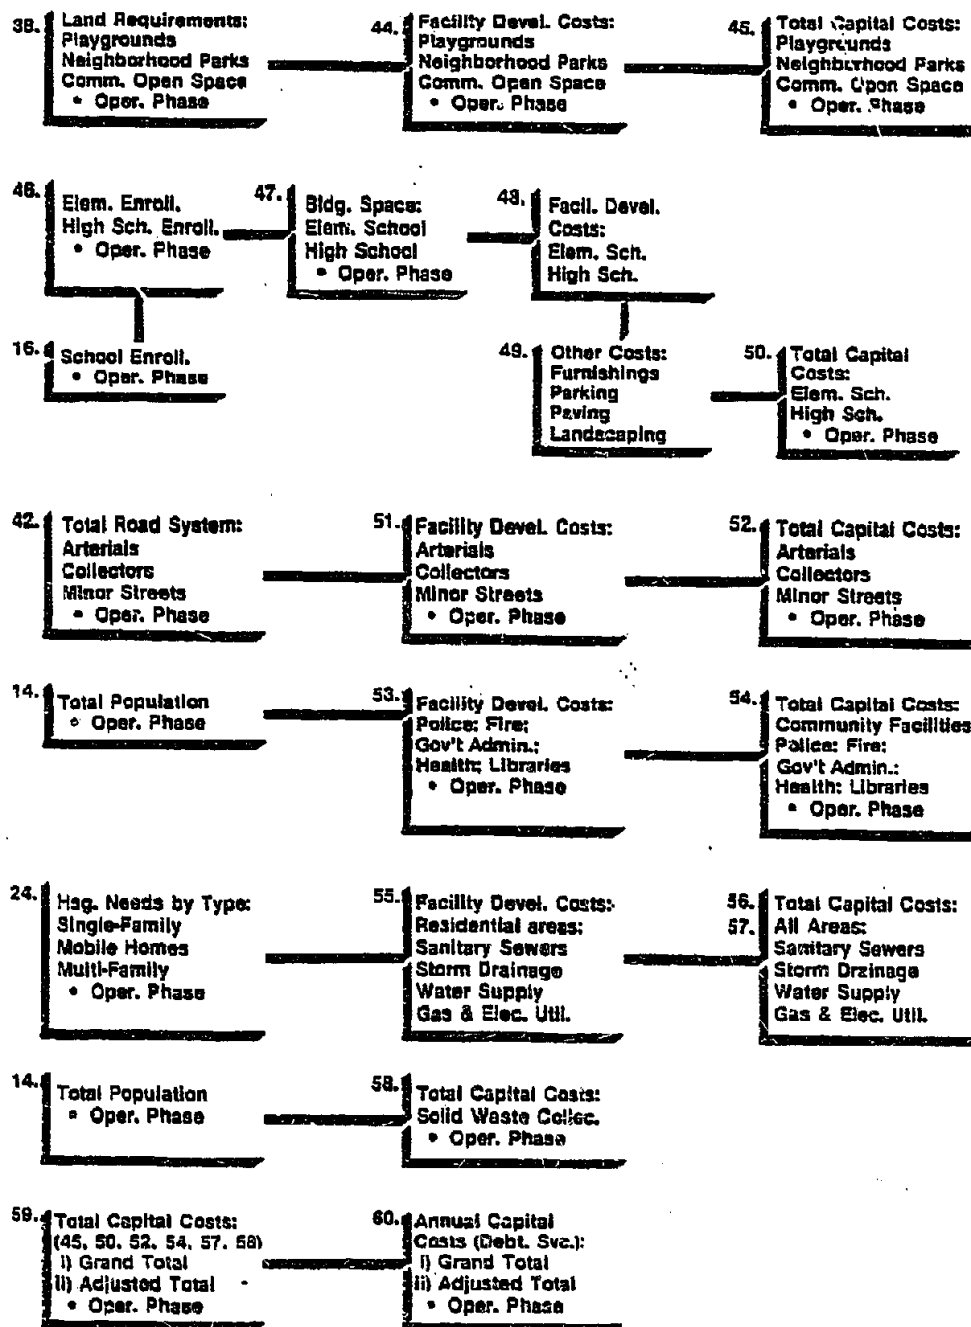 38. Land Requirements:
Playgrounds
Neighborhood Parks
Comm. Open Space
• Oper. Phase
44. Facility Devel. Costs:
Playgrounds
Neighborhood Parks
Comm. Open Space
• Oper. Phase
45. Total Capital Costs:
Playgrounds
Neighborhood Parks
Comm. Open Space
• Oper. Phase
46. Elem. Enroll.
High Sch. Enroll.
• Oper. Phase
47. Bldg. Space:
Elem. School
High School
• Oper. Phase
48. Facil. Devel.
Costs:
Elem. Sch.
High Sch.
16. School Enroll.
• Oper. Phase
49. Other Costs:
Furnishings
Parking
Paving
Landscaping
50. Total Capital
Costs:
Elem. Sch.
High Sch.
• Oper. Phase
42. Total Road System:
Arterials
Collectors
Minor Streets
• Oper. Phase
51. Facility Devel. Costs:
Arterials
Collectors
Minor Streets
• Oper. Phase
52. Total Capital Costs:
Arterials
Collectors
Minor Streets
• Oper. Phase
14. Total Population
• Oper. Phase
53. Facility Devel. Costs:
Police; Fire;
Gov't Admin.;
Health; Libraries
• Oper. Phase
54. Total Capital Costs:
Community Facilities
Police; Fire;
Gov't Admin.;
Health; Libraries
• Oper. Phase
24. Hsg. Needs by Type:
Single-Family
Mobile Homes
Multi-Family
• Oper. Phase
55. Facility Devel. Costs:
Residential areas:
Sanitary Sewers
Storm Drainage
Water Supply
Gas & Elec. Util.
56. Total Capital Costs:
57. All Areas:
Sanitary Sewers
Storm Drainage
Water Supply
Gas & Elec. Util.
14. Total Population
• Oper. Phase
58. Total Capital Costs:
Solid Waste Collec.
• Oper. Phase
59. Total Capital Costs:
(45, 50, 52, 54, 57, 58)
i) Grand Total
ii) Adjusted Total
• Oper. Phase
60. Annual Capital
Costs (Debt. Svc.):
i) Grand Total
ii) Adjusted Total
• Oper. Phase